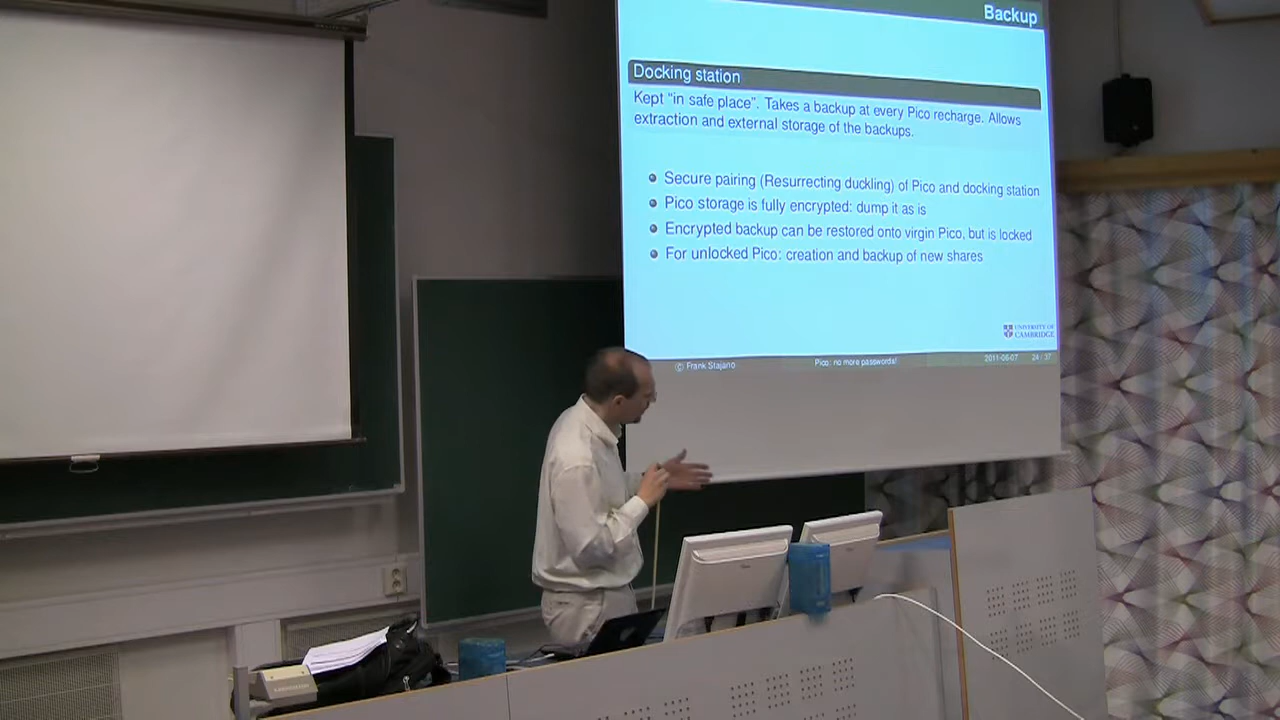 Backup
Docking station
Kept "in safe place". Takes a backup at every Pico recharge. Allows
extraction and external storage of the backups.
Secure pairing (Resurrecting duckling) of Pico and docking station
Pico storage is fully encrypted: dump it as is
Encrypted backup can be restored onto virgin Pico, but is locked
For unlocked Pico: creation and backup of new shares
UNIVERSITY OF
CAMBRIDGE
© Frank Stajano Pico: no more passwords! 2011-06-07 24 / 37